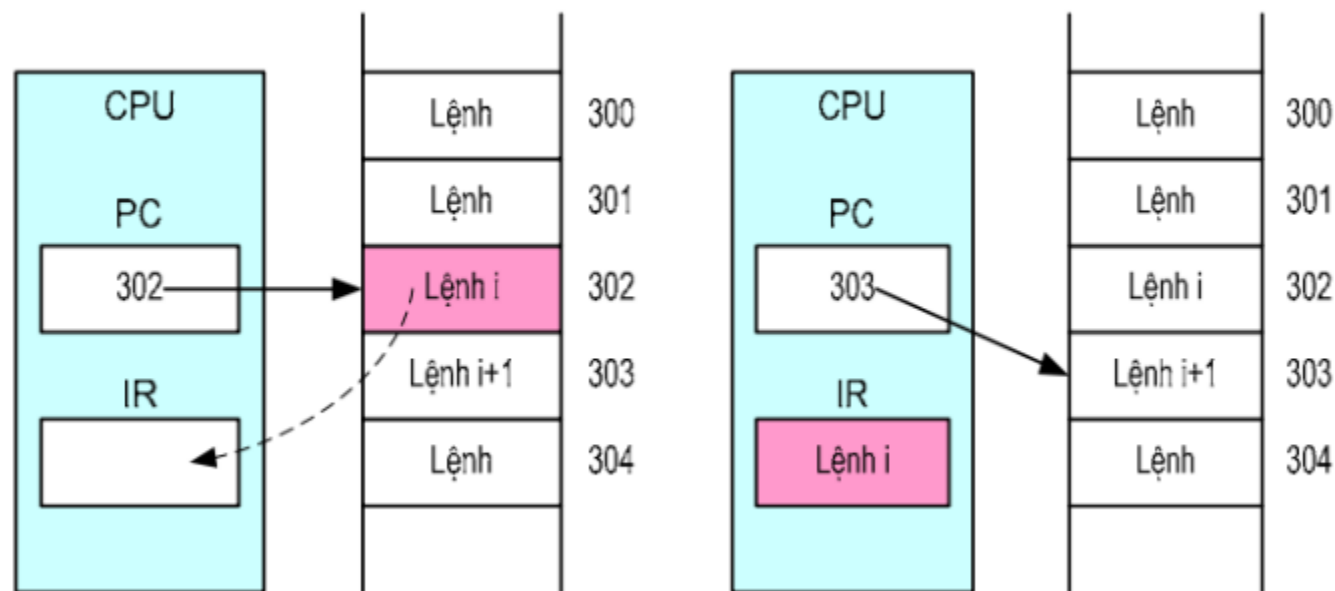 CPU
PC
302
IR
Lệnh 300
Lệnh 301
Lệnh i 302
Lệnh i+1 303
Lệnh 304
CPU
PC
303
IR
Lệnh i
Lệnh 300
Lệnh 301
Lệnh i 302
Lệnh i+1 303
Lệnh 304